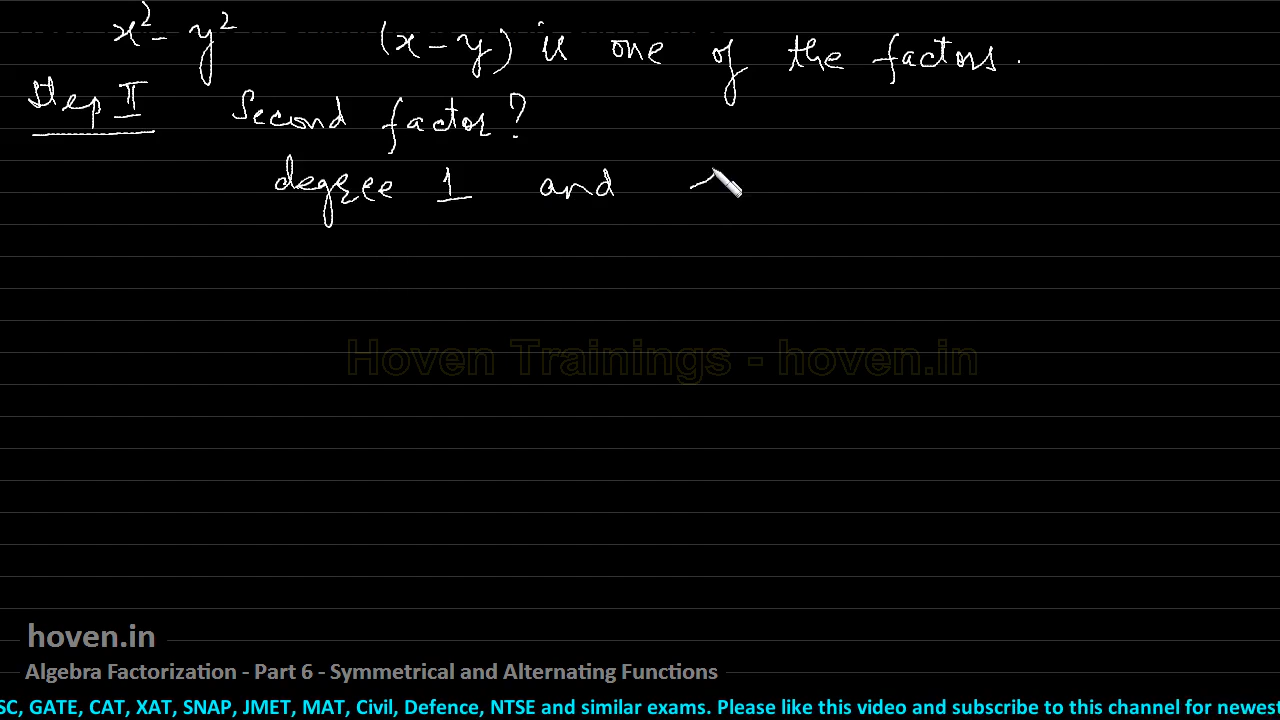 x² - y² (x - y) is one of the factors.
Step II Second factor?
degree 1 and
Hoven Trainings - hoven.in
hoven.in
Algebra Factorization - Part 6 - Symmetrical and Alternating Functions
SC, GATE, CAT, XAT, SNAP, JMET, MAT, Civil, Defence, NTSE and similar exams. Please like this video and subscribe to this channel for newest